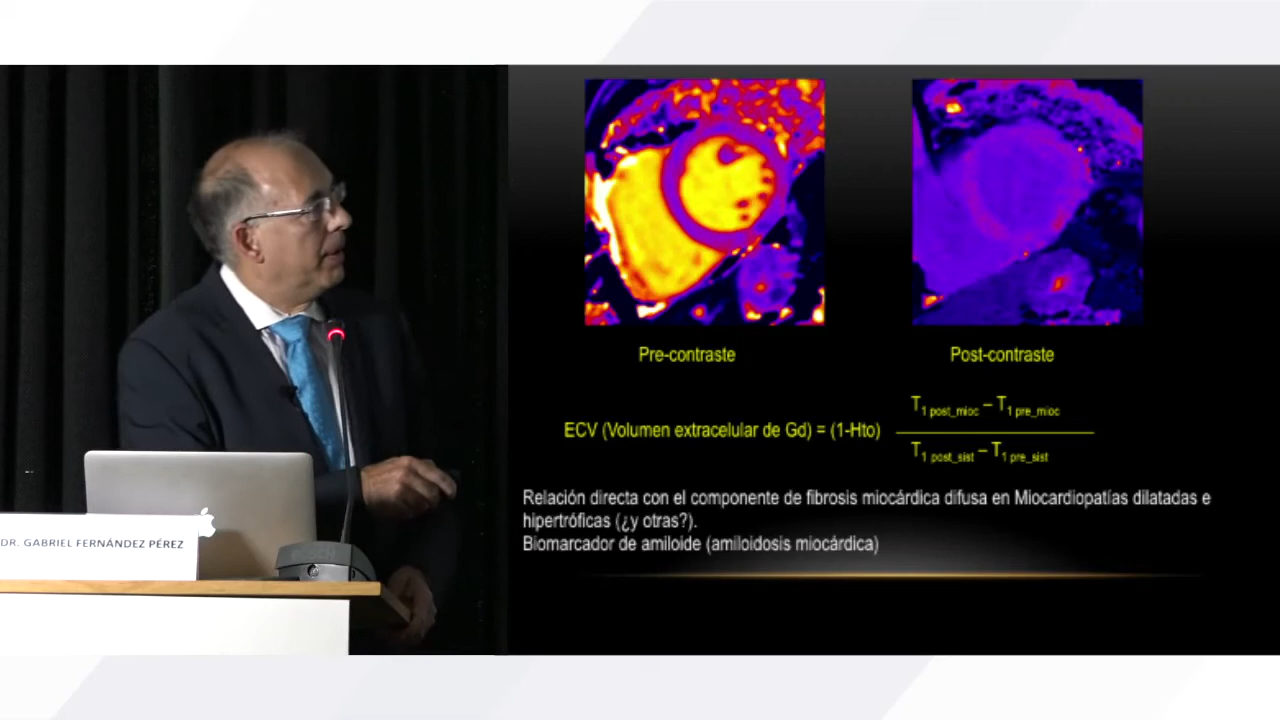 DR. GABRIEL FERNÁNDEZ PÉREZ
Pre-contraste
Post-contraste
ECV (Volumen extracelular de Gd) = (1-Hto)
T1 post_mioc – T1 pre_mioc
T1 post_sist – T1 pre_sist
Relación directa con el componente de fibrosis miocárdica difusa en Miocardiopatías dilatadas e
hipertróficas (¿y otras?).
Biomarcador de amiloide (amiloidosis miocárdica)